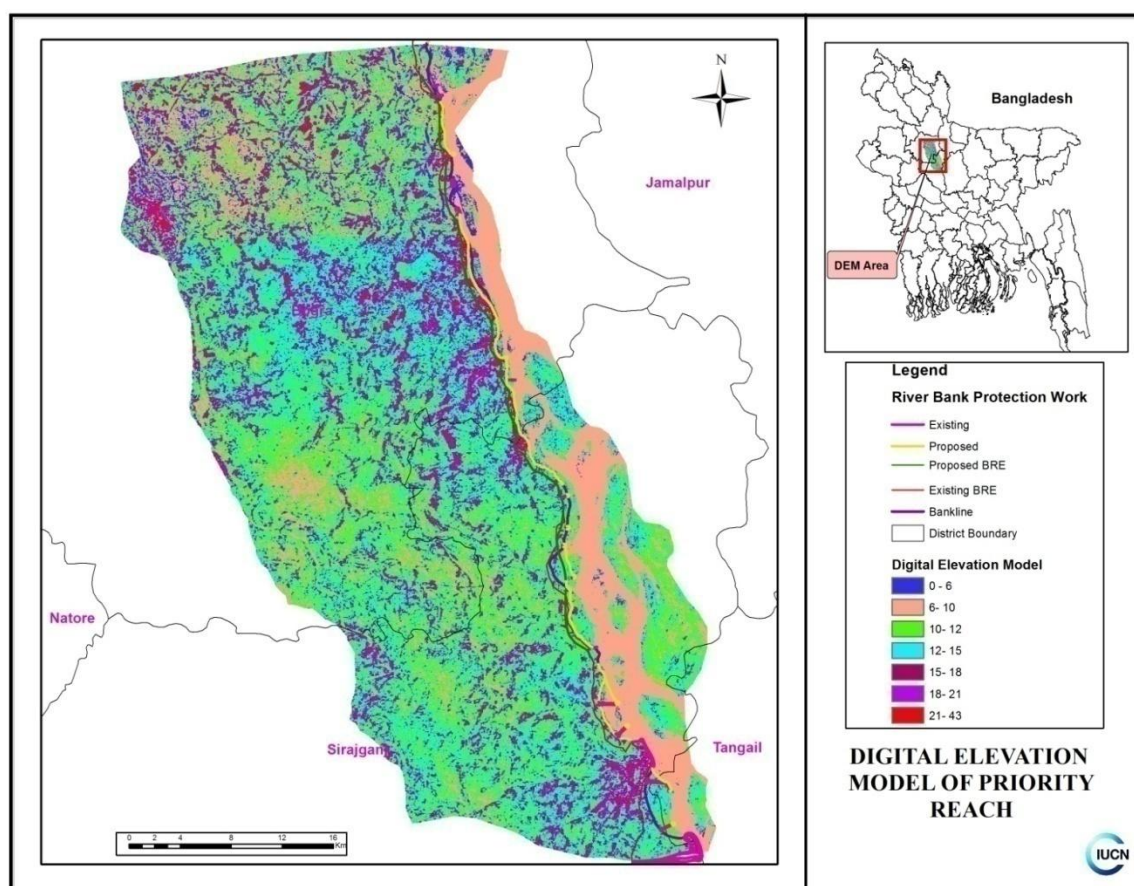 N
Jamalpur
Bogra
Natore
Sirajganj
Tangail
0 2 4 8 12 16
Km
Bangladesh
DEM Area
Legend
River Bank Protection Work
Existing
Proposed
Proposed BRE
Existing BRE
Bankline
District Boundary
Digital Elevation Model
0 - 6
6- 10
10- 12
12- 15
15- 18
18- 21
21- 43
DIGITAL ELEVATION
MODEL OF PRIORITY
REACH
IUCN